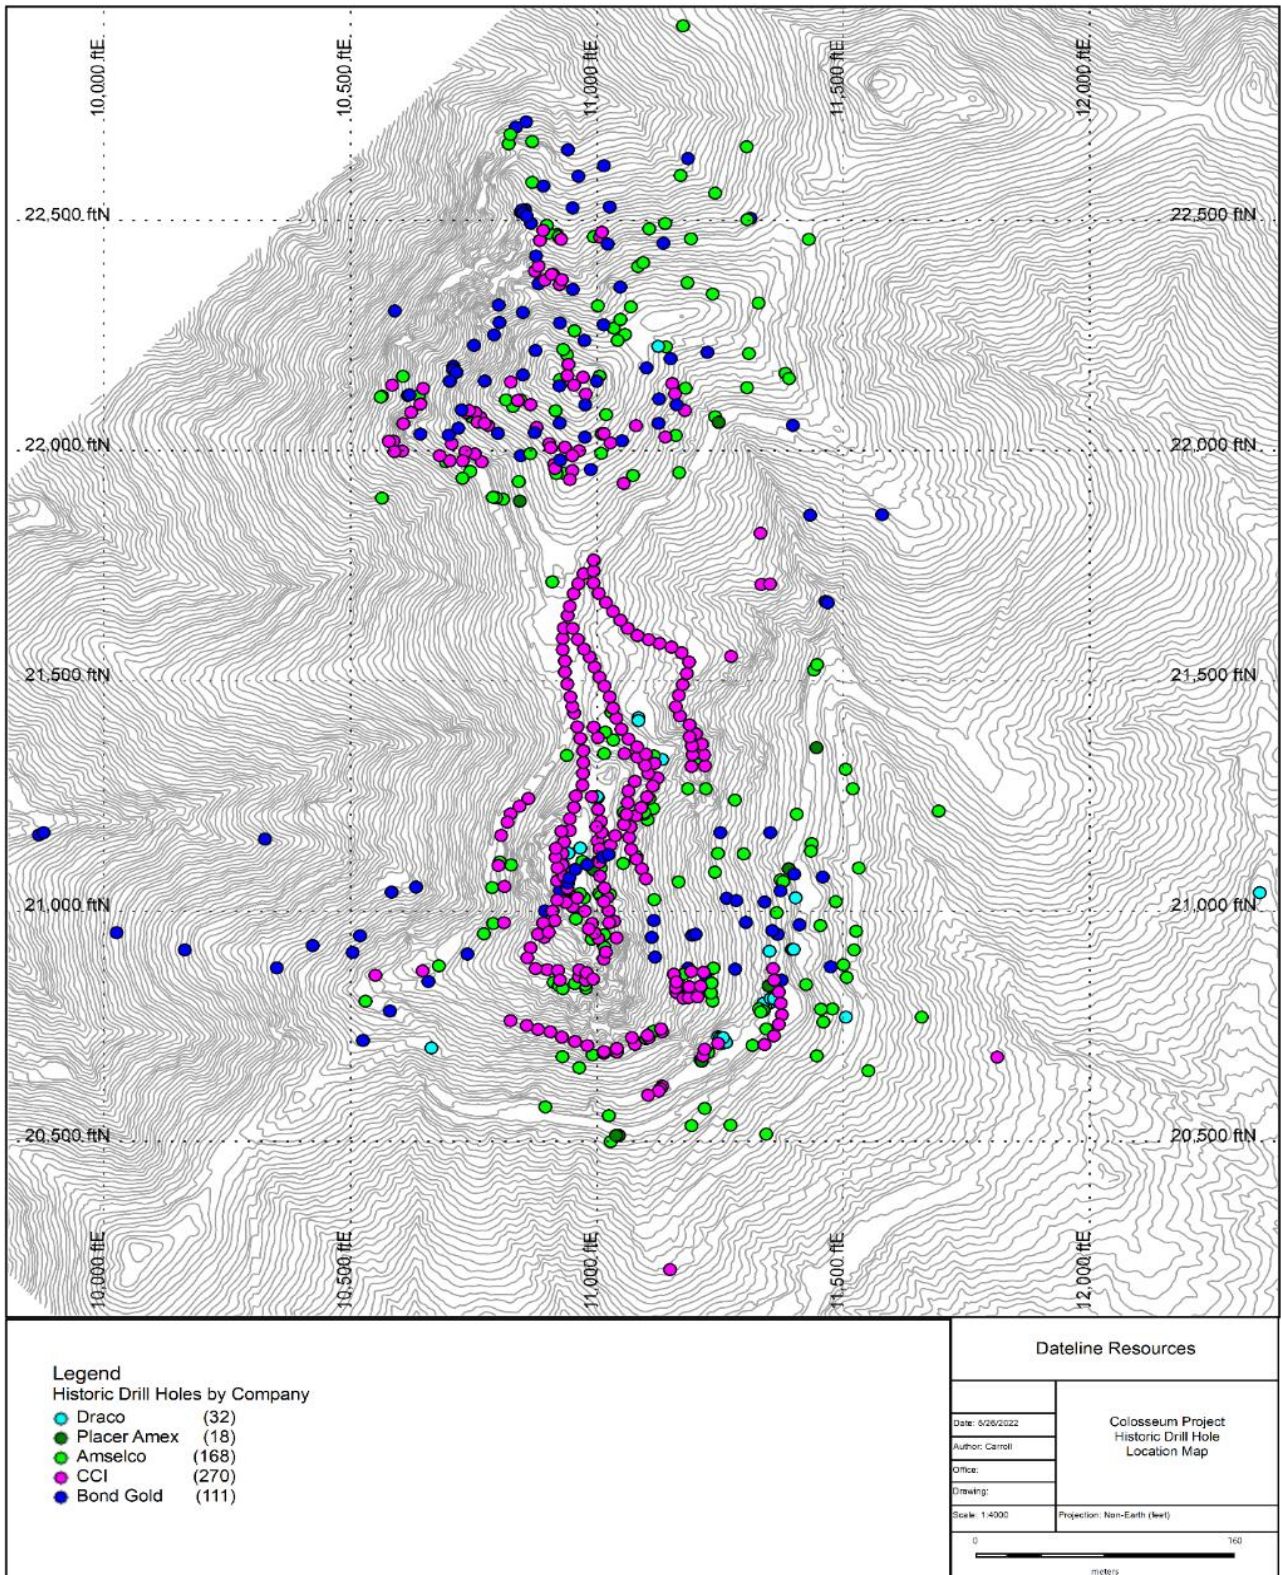 10,000 ftE
10,500 ftE
11,000 ftE
11,500 ftE
12,000 ftE
22,500 ftN
22,500 ftN
22,000 ftN
22,000 ftN
21,500 ftN
21,500 ftN
21,000 ftN
21,000 ftN
20,500 ftN
20,500 ftN
10,000 ftE
10,500 ftE
11,000 ftE
11,500 ftE
12,000 ftE
Legend
Historic Drill Holes by Company
Draco (32)
Placer Amex (18)
Amselco (168)
CCI (270)
Bond Gold (111)
Dateline Resources
Date: /26/2022
Author: Carroll
Office:
Drawing:
Scale: 1:4000
Colosseum Project
Historic Drill Hole
Location Map
Projection: Non-Earth (feet)
0 160
meters